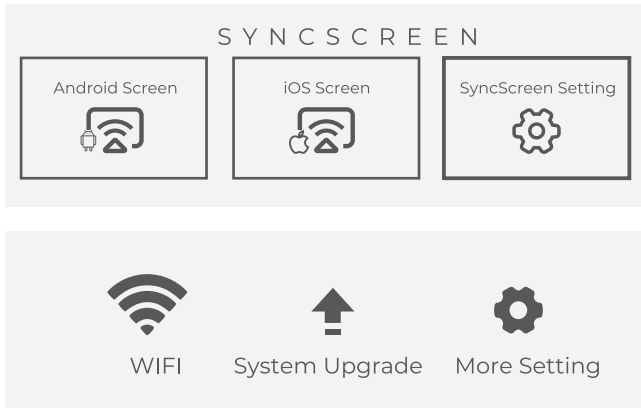 SYNCSCREEN
Android Screen
iOS Screen
SyncScreen Setting
WIFI
System Upgrade
More Setting